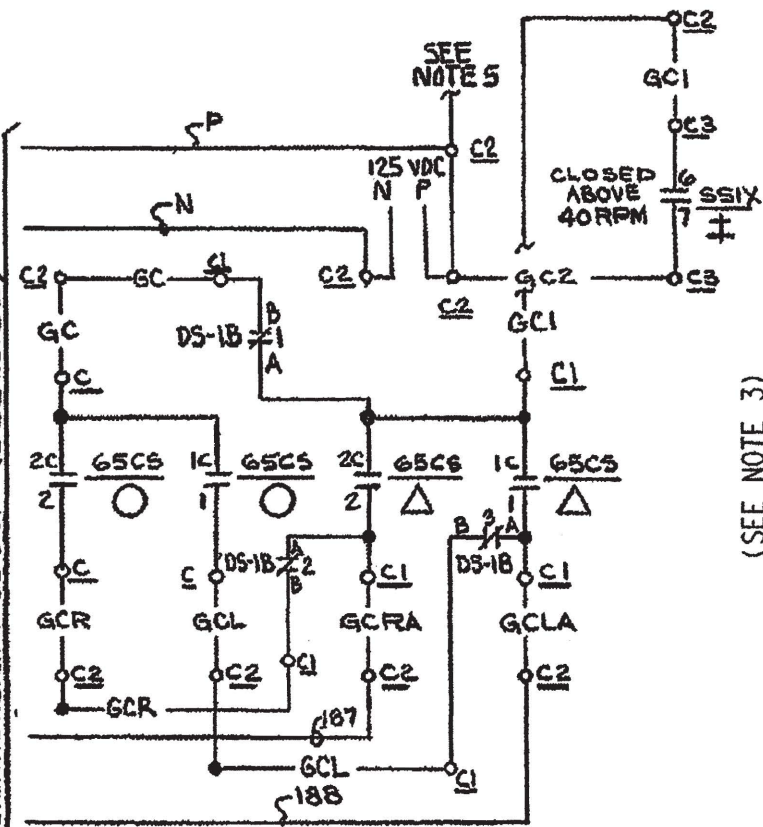 C2
SEE
NOTE 5
GC1
P
C2
C3
125 VDC
N P
CLOSED
ABOVE
40RPM
6
7
SS1X
N
C2
GC
C1
C2
C2
GC2
C3
GC
DS-1B
B
1
A
GC1
C
C1
(SEE NOTE 3)
2C
2
65CS
1C
1
65CS
2C
2
65CS
1C
1
65CS
B 3 A
DS-1B
DS-1B
A
2
B
C
C
C1
C1
GCR
GCL
GCRA
GCLA
C2
C2
C1
C2
C2
GCR
187
GCL
C1
188